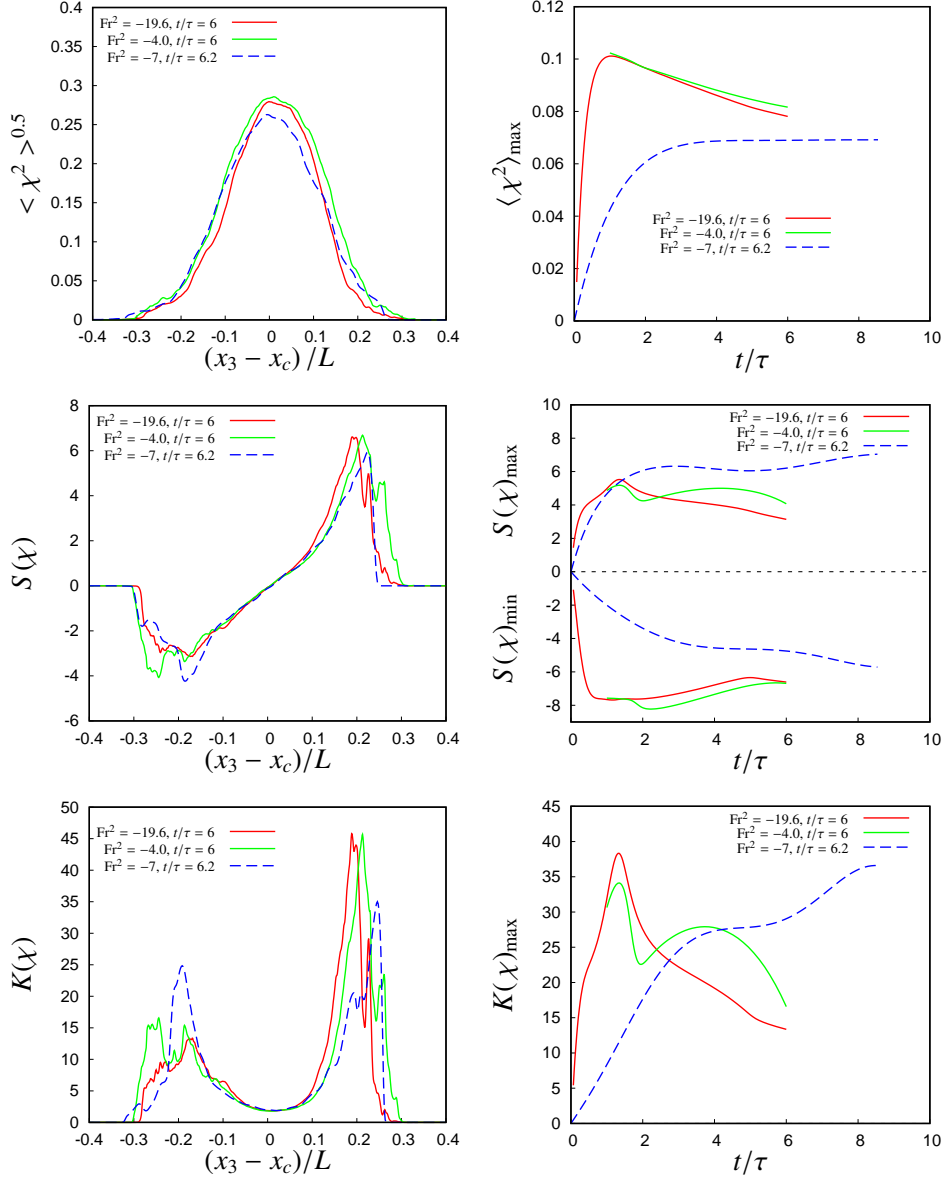 0.4
0.35
0.3
0.25
0.2
0.15
0.1
0.05
0
< χ² >^0.5
Fr² = −19.6, t/τ = 6
Fr² = −4.0, t/τ = 6
Fr² = −7, t/τ = 6.2
-0.4 -0.3 -0.2 -0.1 0 0.1 0.2 0.3 0.4
(x₃ − x_c)/L
0.12
0.1
0.08
0.06
0.04
0.02
0
⟨χ²⟩max
Fr² = −19.6, t/τ = 6
Fr² = −4.0, t/τ = 6
Fr² = −7, t/τ = 6.2
0 2 4 6 8 10
t/τ
8
6
4
2
0
-2
-4
-6
S(χ)
Fr² = −19.6, t/τ = 6
Fr² = −4.0, t/τ = 6
Fr² = −7, t/τ = 6.2
-0.4 -0.3 -0.2 -0.1 0 0.1 0.2 0.3 0.4
(x₃ − x_c)/L
10
8
6
4
2
0
-2
-4
-6
-8
S(χ)min S(χ)max
Fr² = −19.6, t/τ = 6
Fr² = −4.0, t/τ = 6
Fr² = −7, t/τ = 6.2
0 2 4 6 8 10
t/τ
50
45
40
35
30
25
20
15
10
5
0
K(χ)
Fr² = −19.6, t/τ = 6
Fr² = −4.0, t/τ = 6
Fr² = −7, t/τ = 6.2
-0.4 -0.3 -0.2 -0.1 0 0.1 0.2 0.3 0.4
(x₃ − x_c)/L
45
40
35
30
25
20
15
10
5
0
K(χ)max
Fr² = −19.6, t/τ = 6
Fr² = −4.0, t/τ = 6
Fr² = −7, t/τ = 6.2
0 2 4 6 8 10
t/τ